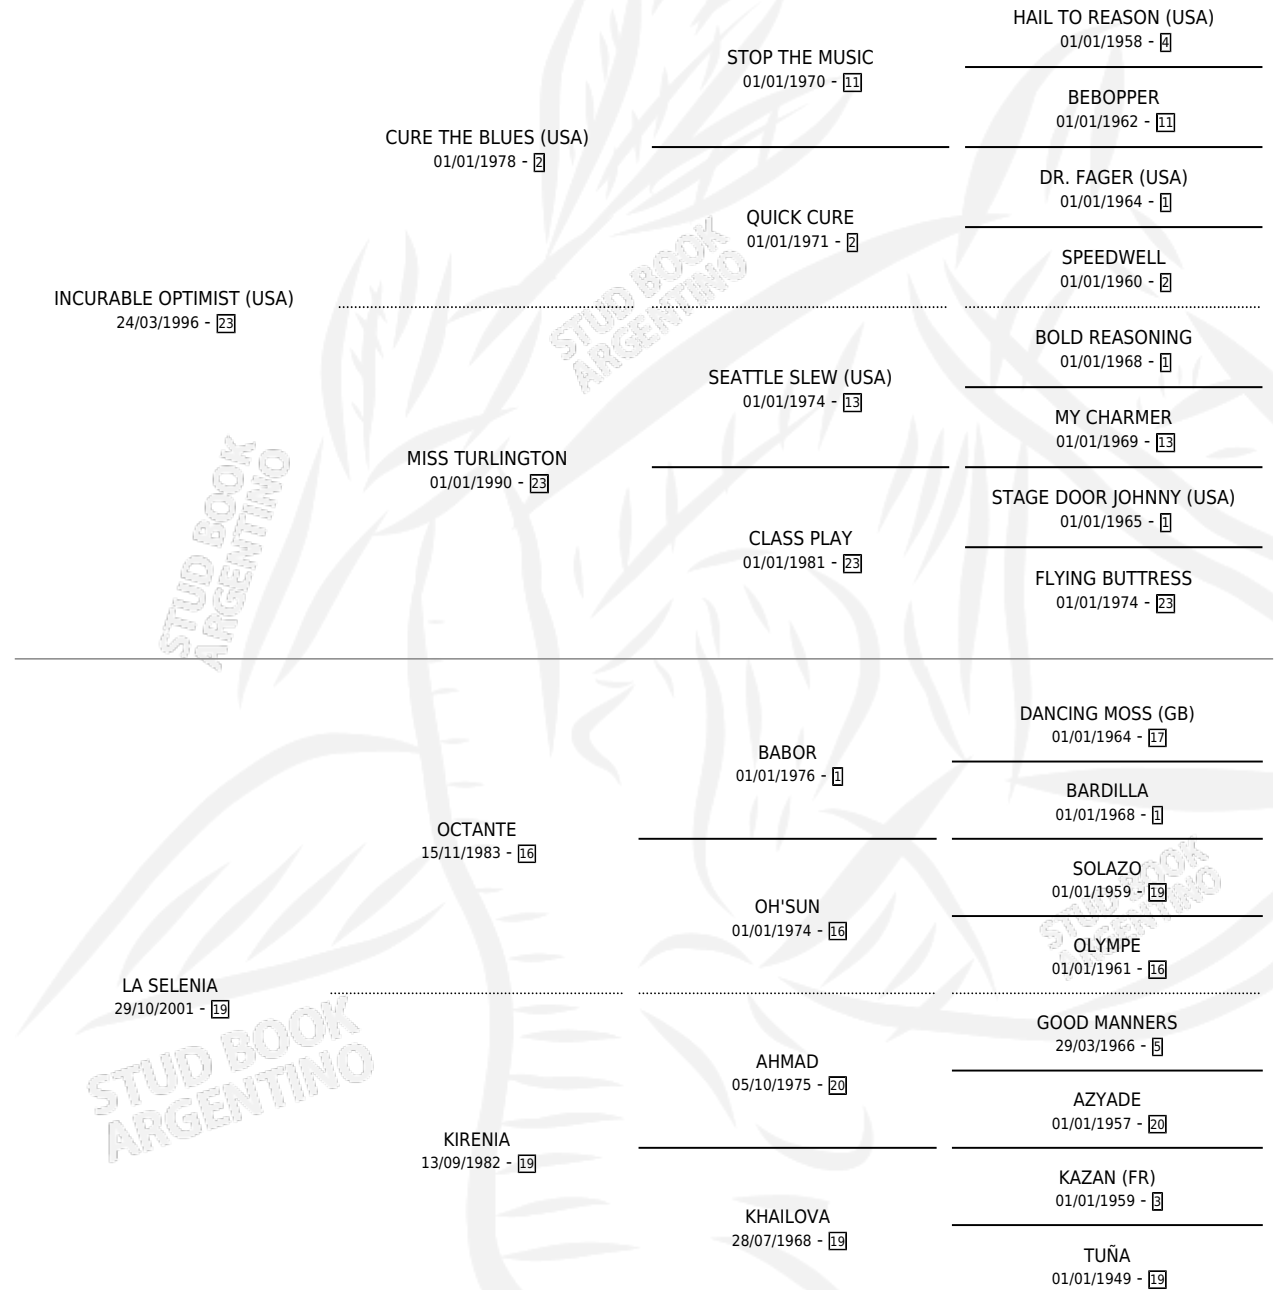 HAIL TO REASON (USA)
01/01/1958 - 4
STOP THE MUSIC
01/01/1970 - 11
BEBOPPER
01/01/1962 - 11
CURE THE BLUES (USA)
01/01/1978 - 2
DR. FAGER (USA)
01/01/1964 - 1
QUICK CURE
01/01/1971 - 2
SPEEDWELL
01/01/1960 - 2
INCURABLE OPTIMIST (USA)
24/03/1996 - 23
BOLD REASONING
01/01/1968 - 1
SEATTLE SLEW (USA)
01/01/1974 - 13
MY CHARMER
01/01/1969 - 13
MISS TURLINGTON
01/01/1990 - 23
STAGE DOOR JOHNNY (USA)
01/01/1965 - 1
CLASS PLAY
01/01/1981 - 23
FLYING BUTTRESS
01/01/1974 - 23
DANCING MOSS (GB)
01/01/1964 - 17
BABOR
01/01/1976 - 1
BARDILLA
01/01/1968 - 1
OCTANTE
15/11/1983 - 16
SOLAZO
01/01/1959 - 19
OH'SUN
01/01/1974 - 16
OLYMPE
01/01/1961 - 16
LA SELENIA
29/10/2001 - 19
GOOD MANNERS
29/03/1966 - 5
AHMAD
05/10/1975 - 20
AZYADE
01/01/1957 - 20
KIRENIA
13/09/1982 - 19
KAZAN (FR)
01/01/1959 - 3
KHAILOVA
28/07/1968 - 19
TUÑA
01/01/1949 - 19
STUD BOOK
ARGENTINO
STUD BOOK
ARGENTINO
STUD BOOK
ARGENTINO
STUD BOOK
ARGENTINO